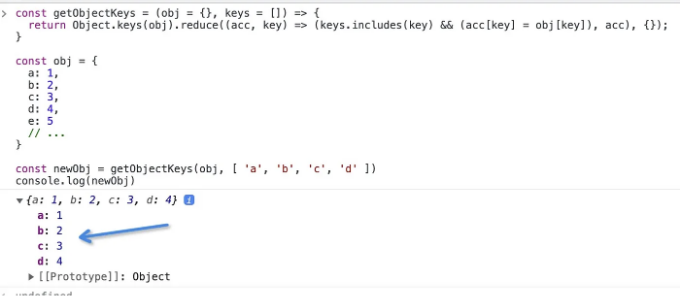 const getObjectKeys = (obj = {}, keys = []) => {
  return Object.keys(obj).reduce((acc, key) => (keys.includes(key) && (acc[key] = obj[key]), acc), {});
}
const obj = {
  a: 1,
  b: 2,
  c: 3,
  d: 4,
  e: 5
  // ...
}
const newObj = getObjectKeys(obj, [ 'a', 'b', 'c', 'd' ])
console.log(newObj)
{a: 1, b: 2, c: 3, d: 4}
a: 1
b: 2
c: 3
d: 4
[[Prototype]]: Object
undefined